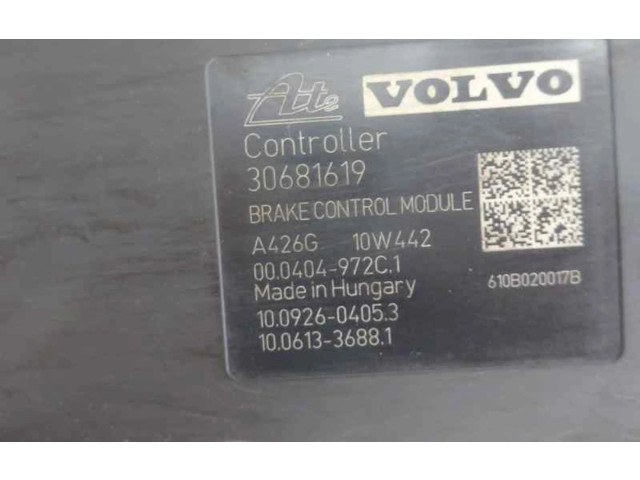 Ate VOLVO
Controller
30681619
BRAKE CONTROL MODULE
A426G 10W442
00.0404-972C.1
Made in Hungary
610B020017B
10.0926-0405.3
10.0613-3688.1